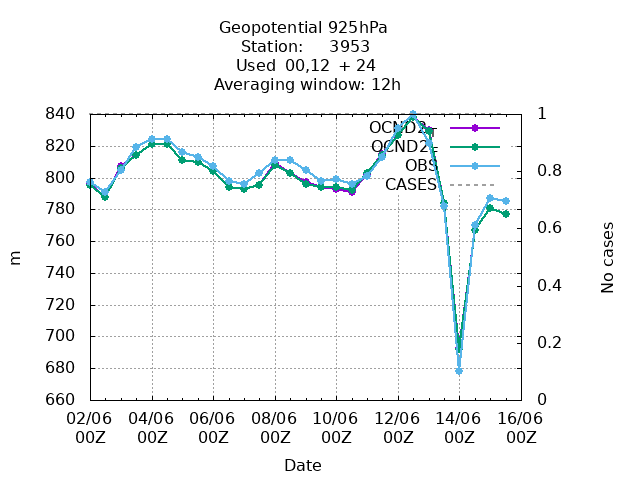 Geopotential 925hPa
Station: 3953
Used 00,12 + 24
Averaging window: 12h
840
820
800
780
760
740
720
700
680
660
m
1
0.8
0.6
0.4
0.2
0
No cases
OBS
CASES
02/06 04/06 06/06 08/06 10/06 12/06 14/06 16/06
00Z 00Z 00Z 00Z 00Z 00Z 00Z 00Z
Date